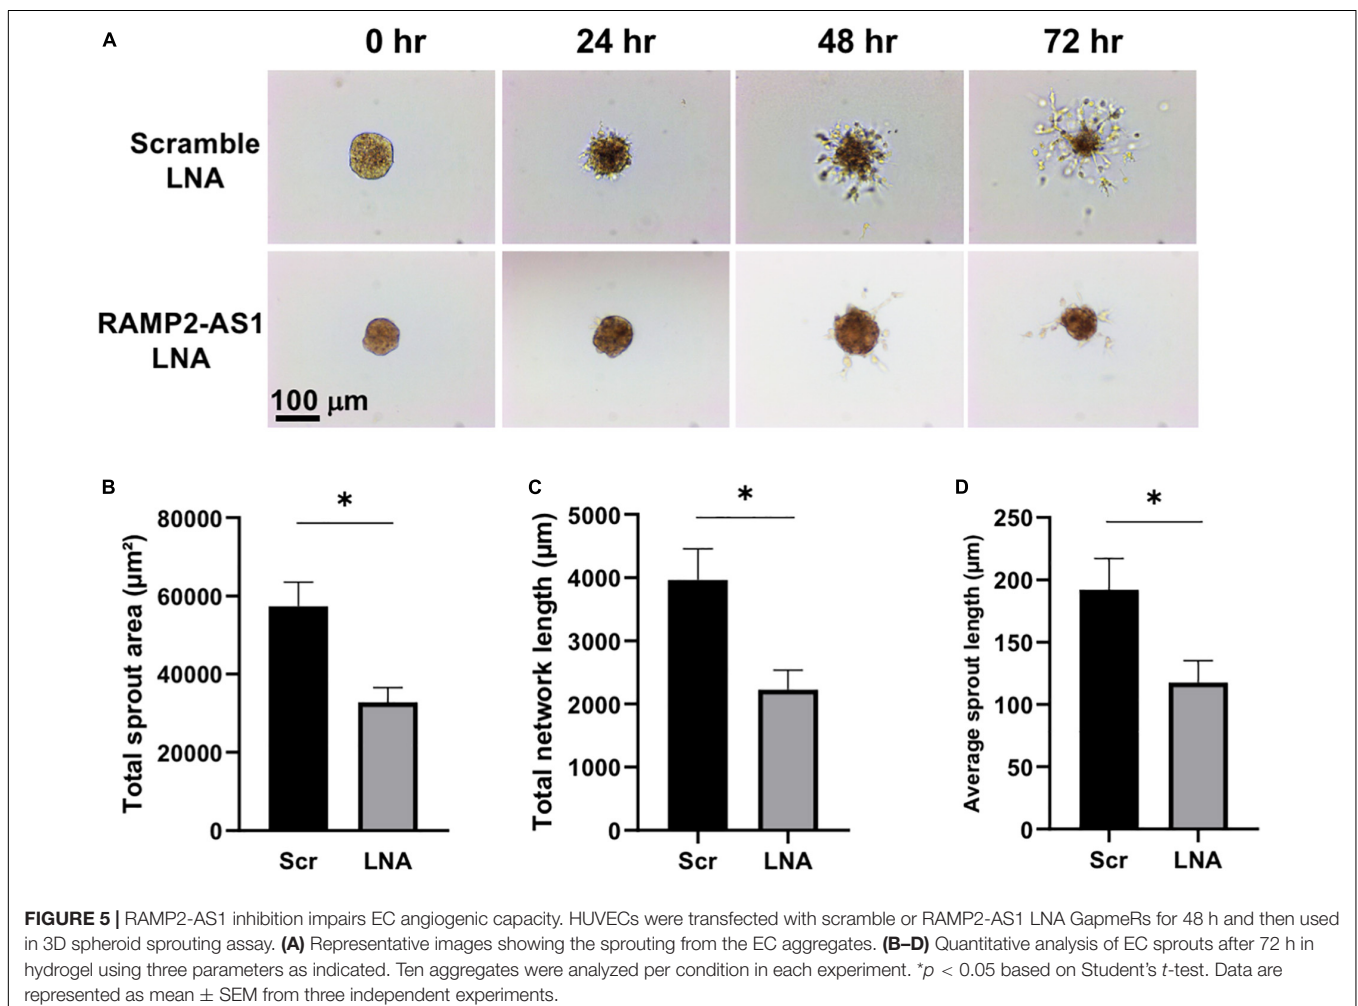 A
0 hr 24 hr 48 hr 72 hr
Scramble
LNA
RAMP2-AS1
LNA
100 μm
B
*
Total sprout area (μm²)
80000
60000
40000
20000
0
Scr LNA
C
*
Total network length (μm)
5000
4000
3000
2000
1000
0
Scr LNA
D
*
Average sprout length (μm)
250
200
150
100
50
0
Scr LNA
FIGURE 5 | RAMP2-AS1 inhibition impairs EC angiogenic capacity. HUVECs were transfected with scramble or RAMP2-AS1 LNA GapmeRs for 48 h and then used
in 3D spheroid sprouting assay. (A) Representative images showing the sprouting from the EC aggregates. (B–D) Quantitative analysis of EC sprouts after 72 h in
hydrogel using three parameters as indicated. Ten aggregates were analyzed per condition in each experiment. *p < 0.05 based on Student's t-test. Data are
represented as mean ± SEM from three independent experiments.